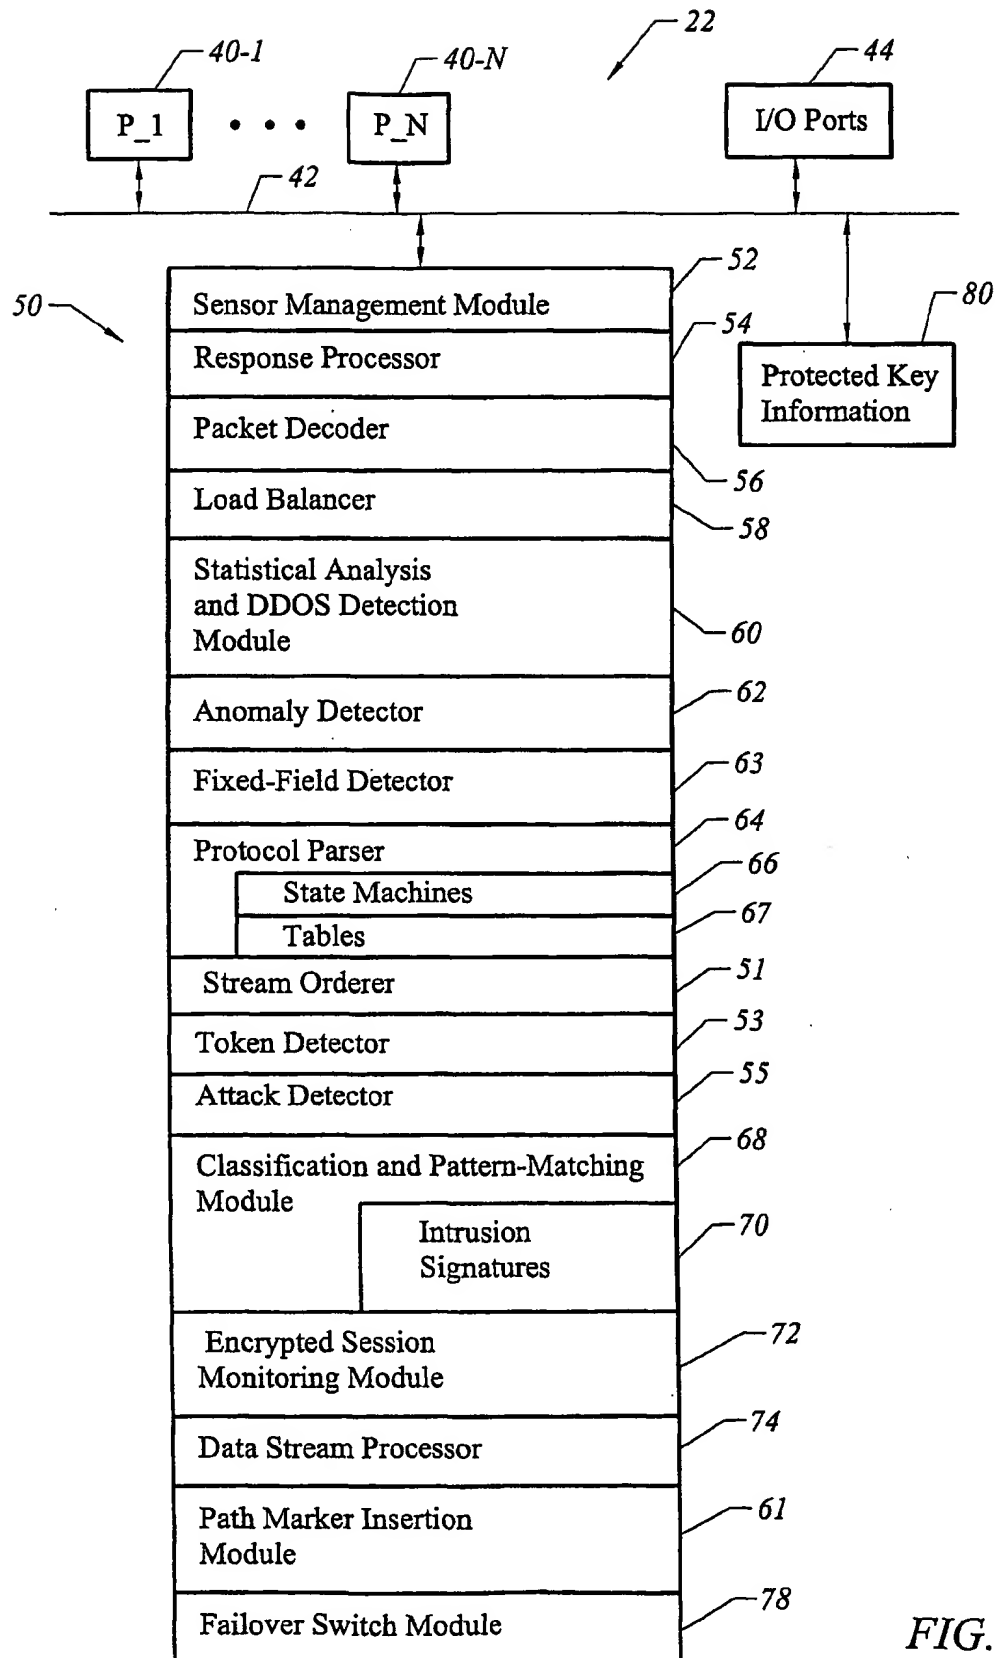 40-1
40-N
22
44
P_1
• • •
P_N
I/O Ports
42
50
52
Sensor Management Module
80
54
Response Processor
Protected Key
Information
Packet Decoder
56
Load Balancer
58
Statistical Analysis
and DDOS Detection
Module
60
62
Anomaly Detector
63
Fixed-Field Detector
64
Protocol Parser
66
State Machines
67
Tables
51
Stream Orderer
53
Token Detector
55
Attack Detector
68
Classification and Pattern-Matching
Module
70
Intrusion
Signatures
72
Encrypted Session
Monitoring Module
74
Data Stream Processor
61
Path Marker Insertion
Module
78
Failover Switch Module
FIG.